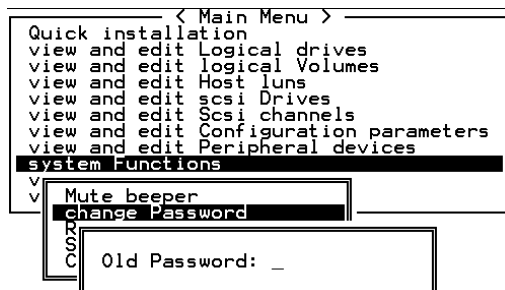 < Main Menu >
Quick installation
view and edit Logical drives
view and edit logical Volumes
view and edit Host luns
view and edit scsi Drives
view and edit Scsi channels
view and edit Configuration parameters
view and edit Peripheral devices
system Functions
v
v
Mute beeper
change Password
R
S
C
Old Password: _